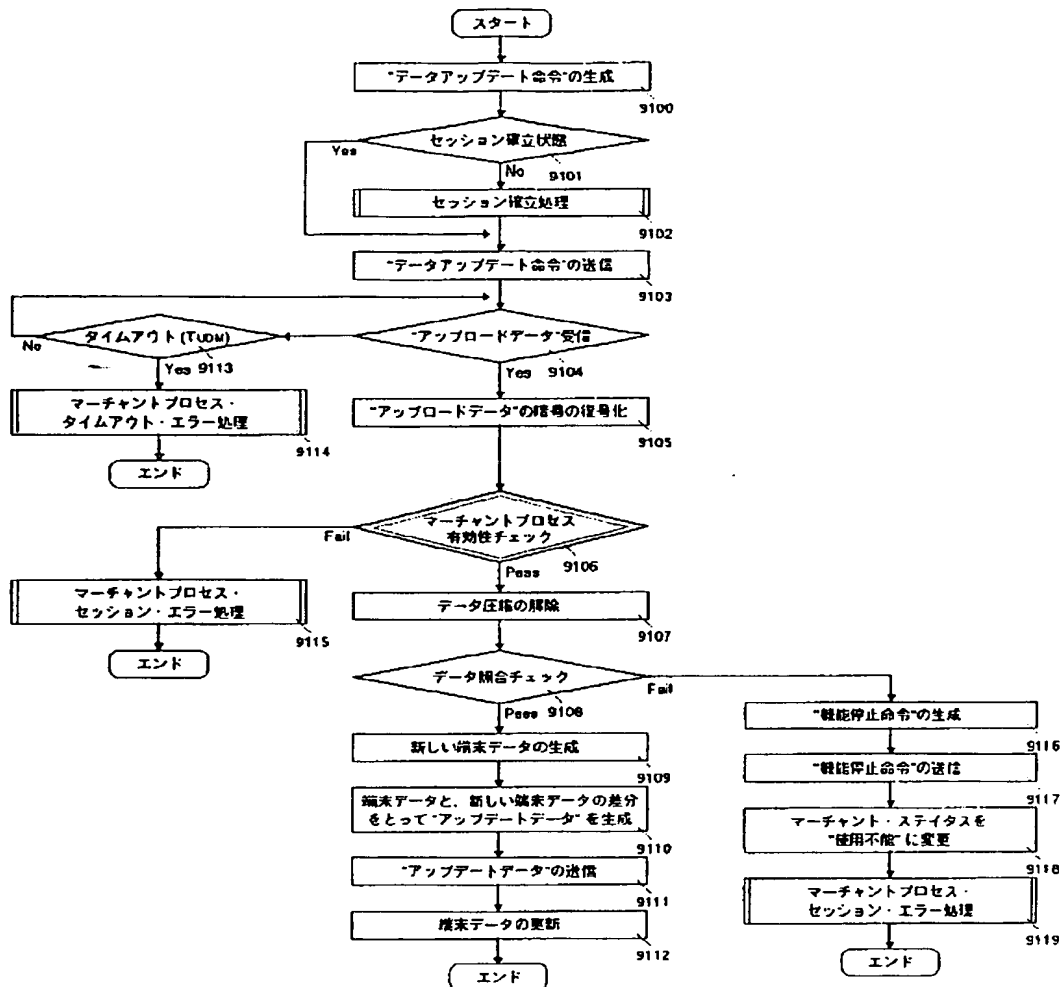 スタート
"データアップデート命令"の生成
9100
セッション確立状態
Yes
9101
No
セッション確立処理
9102
"データアップデート命令"の送信
9103
タイムアウト(TUDM)
"アップロードデータ"受信
No
9113
9104
Yes
Yes
マーチャントプロセス・
タイムアウト・エラー処理
9114
"アップロードデータ"の暗号の復号化
9105
エンド
マーチャントプロセス
有効性チェック
Fail
9106
Pass
マーチャントプロセス・
セッション・エラー処理
9115
データ圧縮の解除
9107
エンド
データ照合チェック
Fail
9108
Pass
"機能停止命令"の生成
9116
新しい端末データの生成
9109
"機能停止命令"の送信
9117
端末データと、新しい端末データの差分
をとって"アップデートデータ"を生成
9110
マーチャント・ステイタスを
"使用不能"に変更
9118
"アップデートデータ"の送信
9111
マーチャントプロセス・
セッション・エラー処理
9119
端末データの更新
9112
エンド
エンド